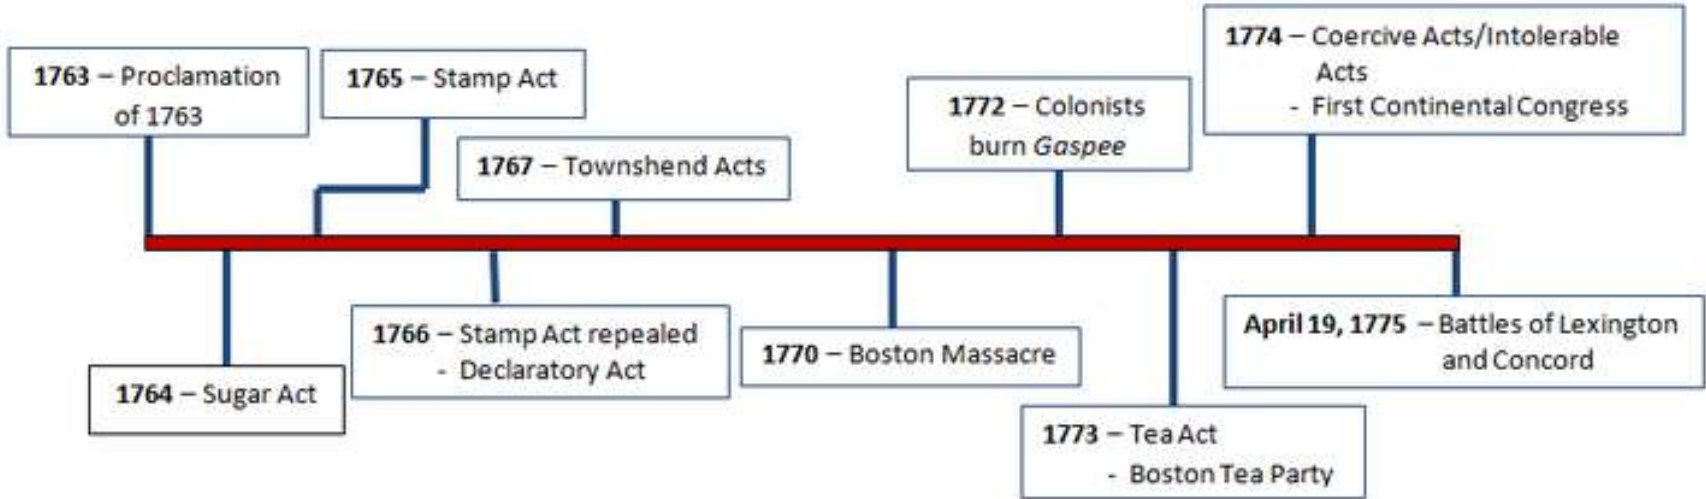 1763 – Proclamation
of 1763
1764 – Sugar Act
1765 – Stamp Act
1766 – Stamp Act repealed
- Declaratory Act
1767 – Townshend Acts
1770 – Boston Massacre
1772 – Colonists
burn Gaspee
1773 – Tea Act
- Boston Tea Party
1774 – Coercive Acts/Intolerable
Acts
- First Continental Congress
April 19, 1775 – Battles of Lexington
and Concord